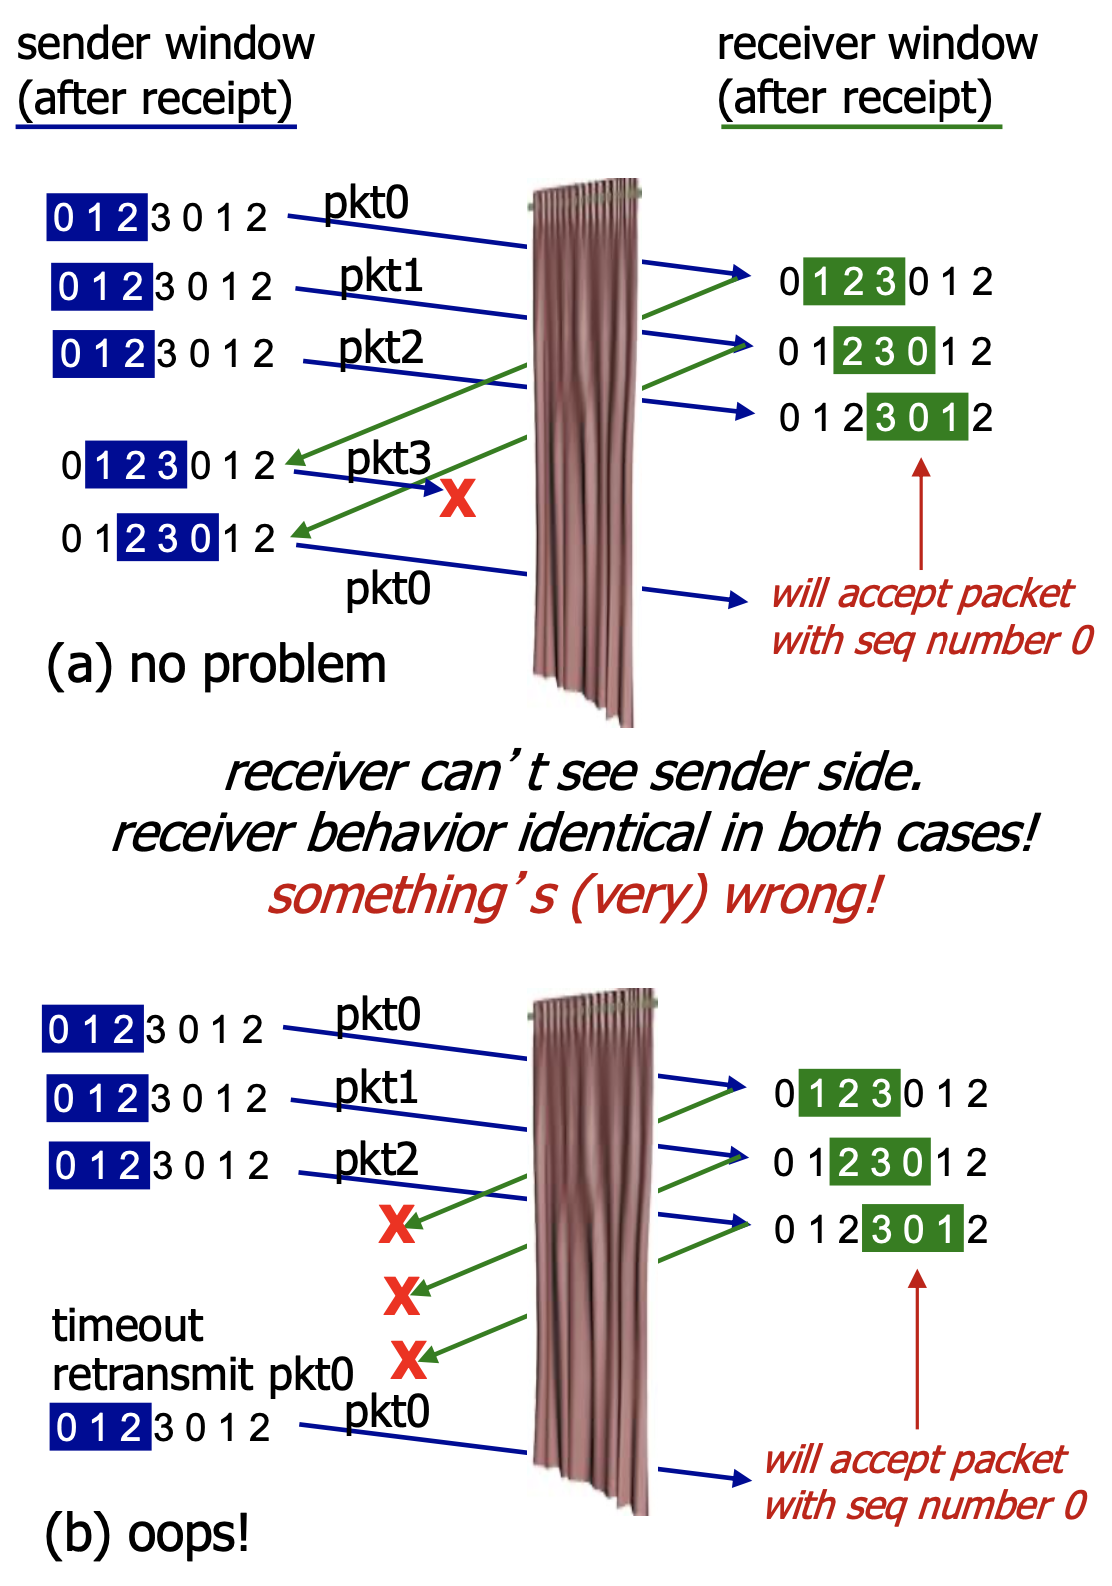 sender window
(after receipt)
receiver window
(after receipt)
0 1 2 3 0 1 2
pkt0
0 1 2 3 0 1 2
pkt1
0 1 2 3 0 1 2
0 1 2 3 0 1 2
pkt2
0 1 2 3 0 1 2
0 1 2 3 0 1 2
0 1 2 3 0 1 2
pkt3
X
0 1 2 3 0 1 2
pkt0
will accept packet
with seq number 0
(a) no problem
receiver can’t see sender side.
receiver behavior identical in both cases!
something’s (very) wrong!
0 1 2 3 0 1 2
pkt0
0 1 2 3 0 1 2
pkt1
0 1 2 3 0 1 2
0 1 2 3 0 1 2
pkt2
0 1 2 3 0 1 2
X
0 1 2 3 0 1 2
X
X
timeout
retransmit pkt0
0 1 2 3 0 1 2
pkt0
will accept packet
with seq number 0
(b) oops!